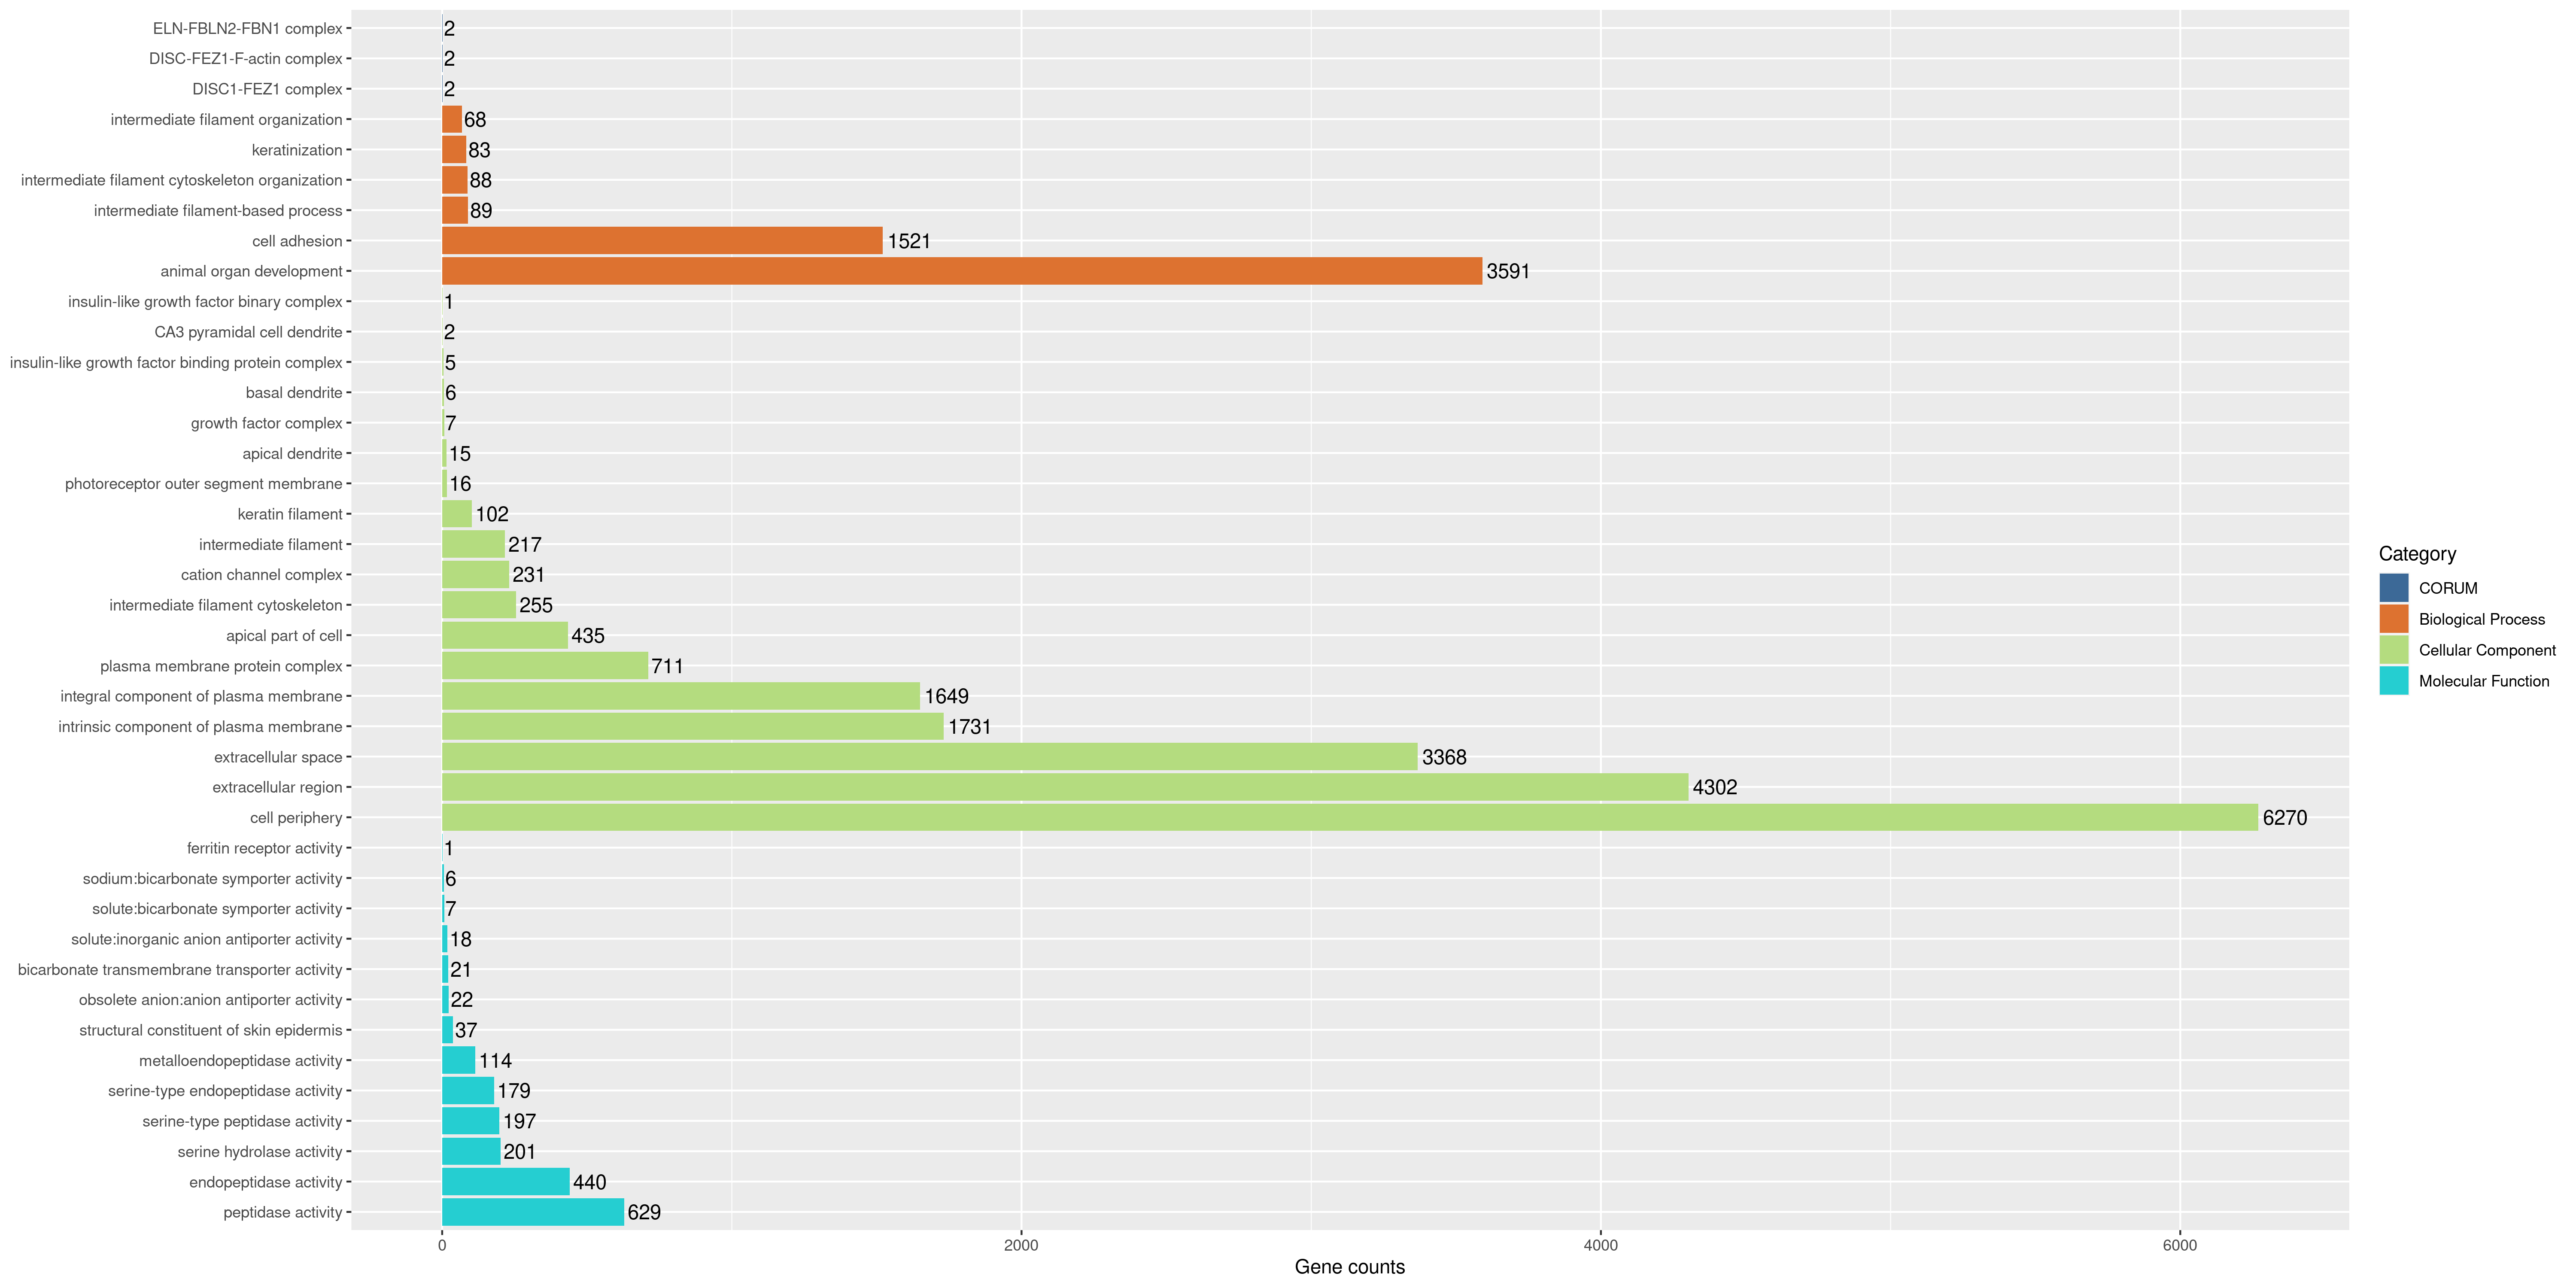 ELN-FBLN2-FBN1 complex 2
DISC-FEZ1-F-actin complex 2
DISC1-FEZ1 complex 2
intermediate filament organization 68
keratinization 83
intermediate filament cytoskeleton organization 88
intermediate filament-based process 89
cell adhesion 1521
animal organ development 3591
insulin-like growth factor binary complex 1
CA3 pyramidal cell dendrite 2
insulin-like growth factor binding protein complex 5
basal dendrite 6
growth factor complex 7
apical dendrite 15
photoreceptor outer segment membrane 16
keratin filament 102
intermediate filament 217
cation channel complex 231
intermediate filament cytoskeleton 255
apical part of cell 435
plasma membrane protein complex 711
integral component of plasma membrane 1649
intrinsic component of plasma membrane 1731
extracellular space 3368
extracellular region 4302
cell periphery 6270
ferritin receptor activity 1
sodium:bicarbonate symporter activity 6
solute:bicarbonate symporter activity 7
solute:inorganic anion antiporter activity 18
bicarbonate transmembrane transporter activity 21
obsolete anion:anion antiporter activity 22
structural constituent of skin epidermis 37
metalloendopeptidase activity 114
serine-type endopeptidase activity 179
serine-type peptidase activity 197
serine hydrolase activity 201
endopeptidase activity 440
peptidase activity 629
0 2000 4000 6000
Gene counts
Category
CORUM
Biological Process
Cellular Component
Molecular Function